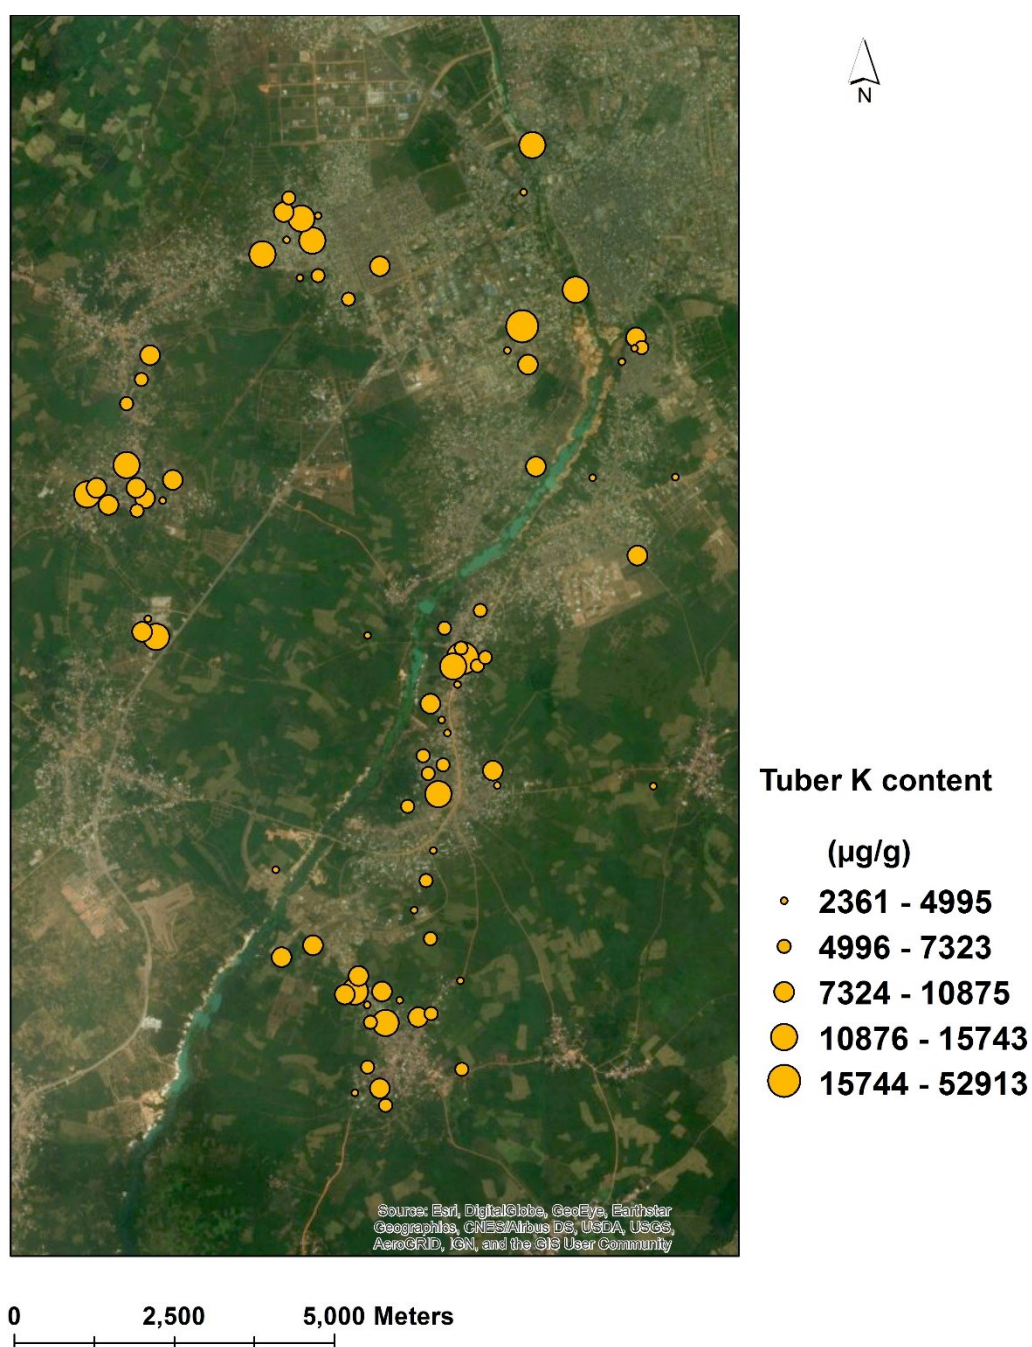 N
Tuber K content
(µg/g)
2361 - 4995
4996 - 7323
7324 - 10875
10876 - 15743
15744 - 52913
Source: Esri, DigitalGlobe, GeoEye, Earthstar
Geographics, CNES/Airbus DS, USDA, USGS,
AeroGRID, IGN, and the GIS User Community
0 2,500 5,000 Meters